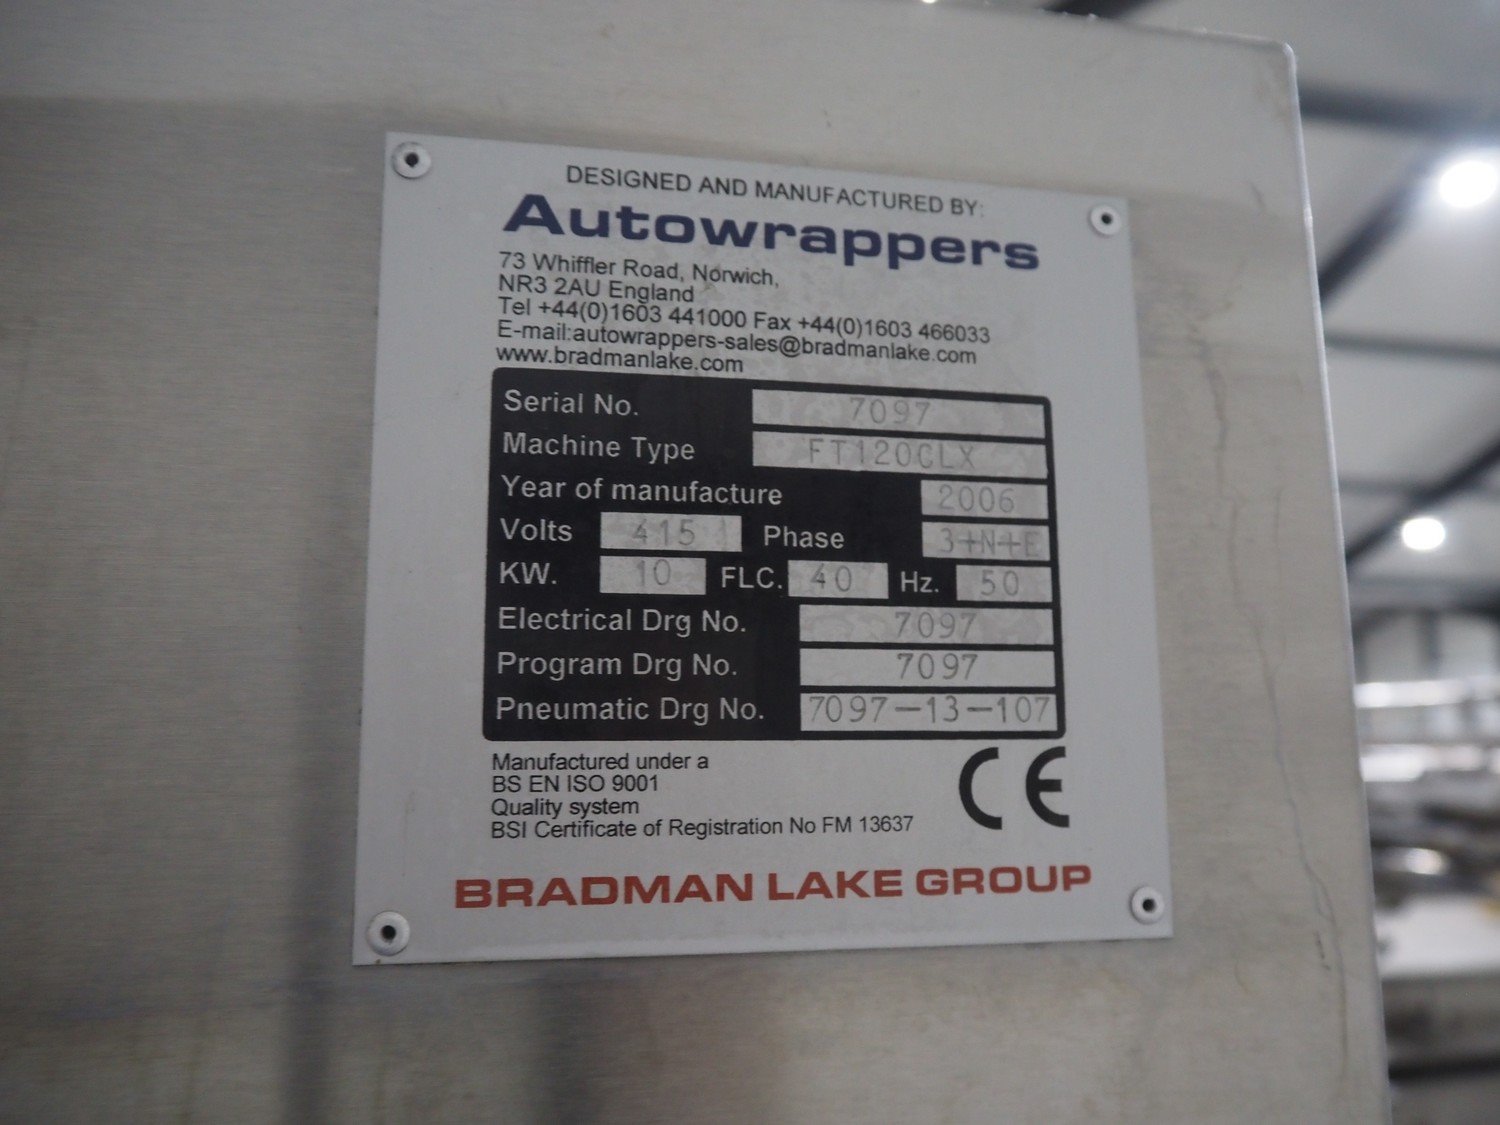 DESIGNED AND MANUFACTURED BY:
Autowrappers
73 Whiffler Road, Norwich,
NR3 2AU England
Tel +44(0)1603 441000 Fax +44(0)1603 466033
E-mail:autowrappers-sales@bradmanlake.com
www.bradmanlake.com
Serial No. 7097
Machine Type FT120CLX
Year of manufacture 2006
Volts 415 Phase 3+N+E
KW. 10 FLC. 40 Hz. 50
Electrical Drg No. 7097
Program Drg No. 7097
Pneumatic Drg No. 7097-13-107
Manufactured under a
BS EN ISO 9001
Quality system
BSI Certificate of Registration No FM 13637
CE
BRADMAN LAKE GROUP